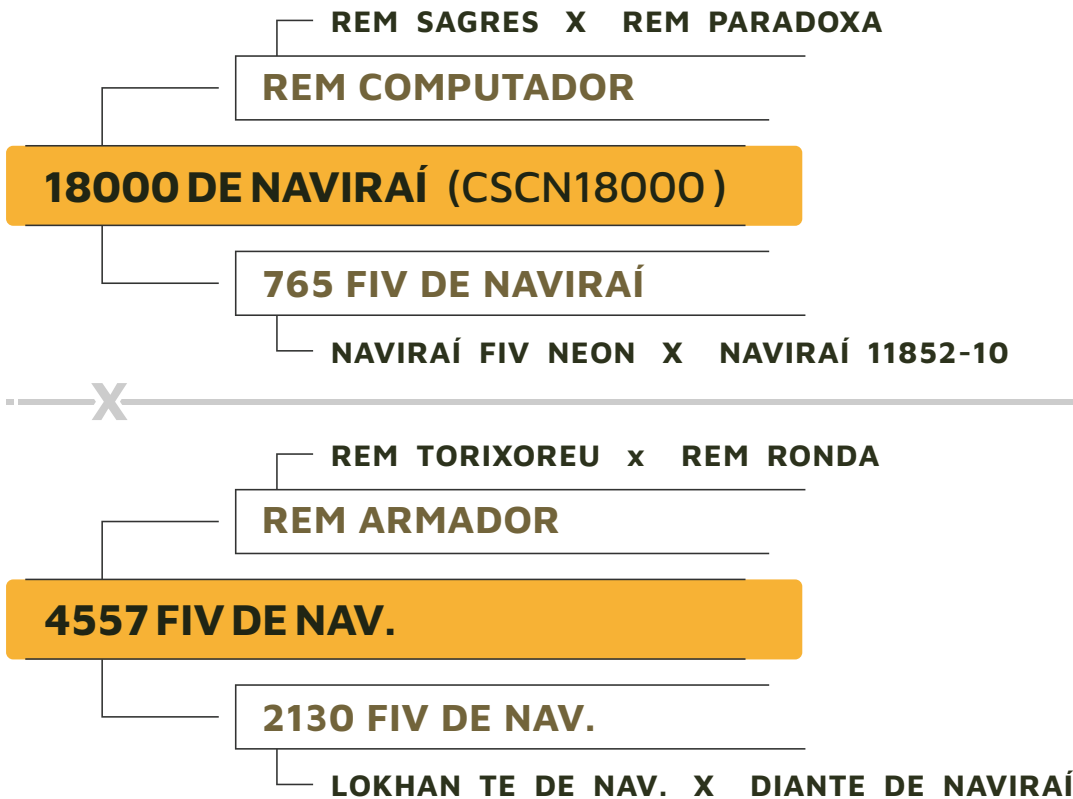 REM SAGRES X REM PARADOXA
REM COMPUTADOR
18000 DE NAVIRAÍ (CSCN18000 )
765 FIV DE NAVIRAÍ
NAVIRAÍ FIV NEON X NAVIRAÍ 11852-10
X
REM TORIXOREU x REM RONDA
REM ARMADOR
4557 FIV DE NAV.
2130 FIV DE NAV.
LOKHAN TE DE NAV. X DIANTE DE NAVIRAÍ